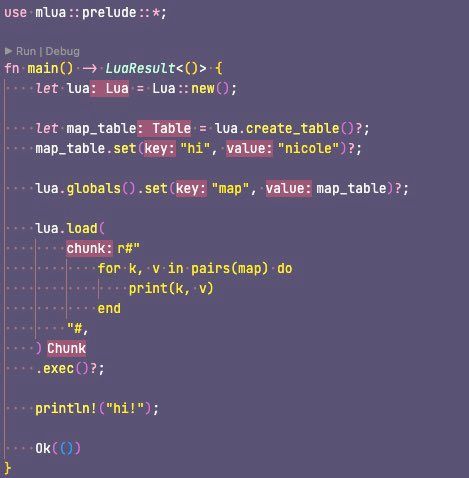 use mlua::prelude::*;
▶ Run | Debug
fn main() -> LuaResult<()> {
    let lua: Lua = Lua::new();
    let map_table: Table = lua.create_table()?;
    map_table.set(key: "hi", value: "nicole")?;
    lua.globals().set(key: "map", value: map_table)?;
    lua.load(
        chunk: r#"
            for k, v in pairs(map) do
                print(k, v)
            end
        "#,
    ) Chunk
    .exec()?;
    println!("hi!");
    Ok(())
}